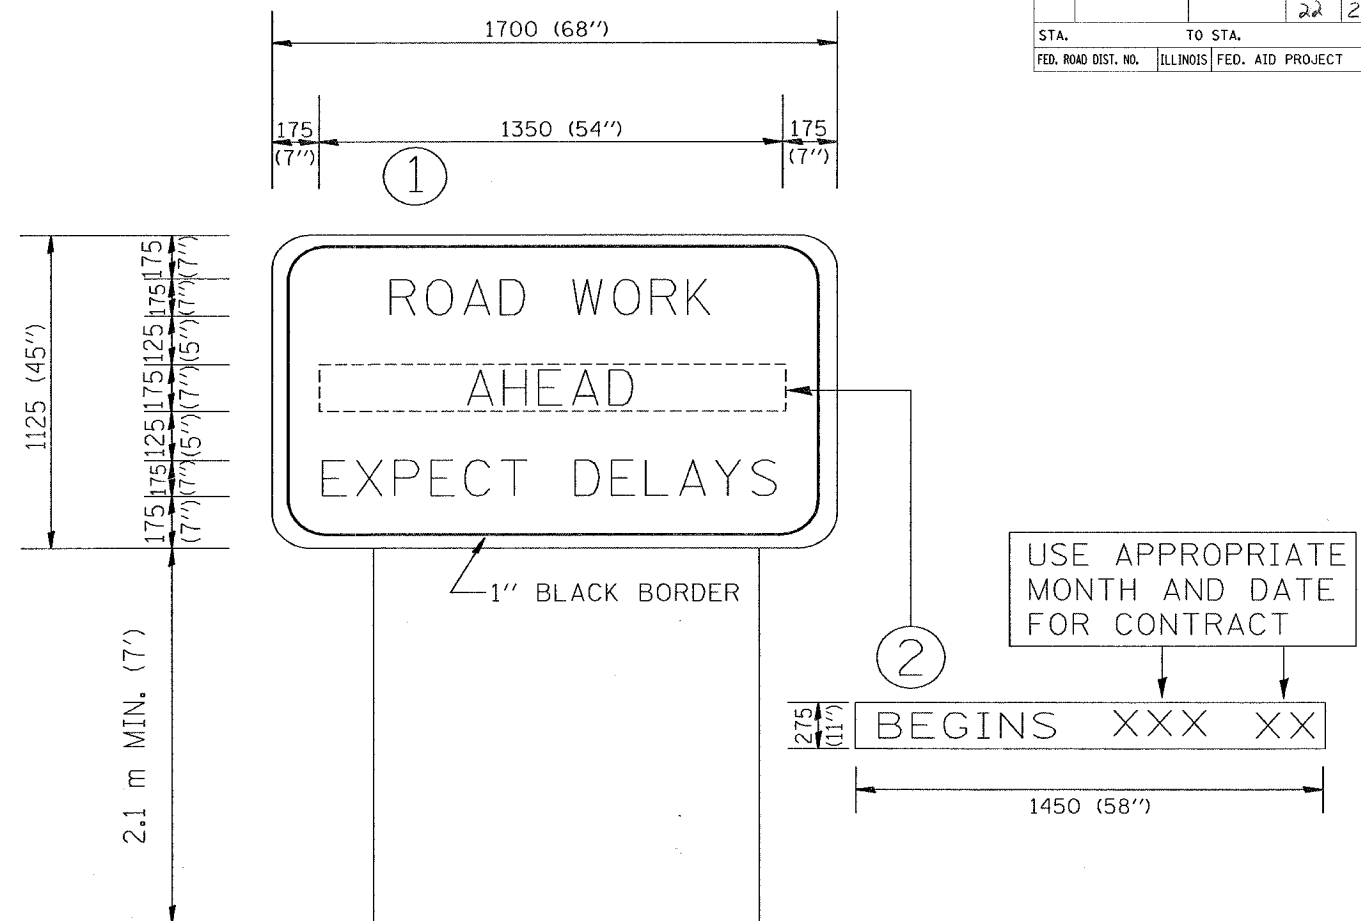 22 2
STA. TO STA.
FED. ROAD DIST. NO. ILLINOIS FED. AID PROJECT
1700 (68'')
175 (7'')
1350 (54'')
175 (7'')
1
1125 (45'')
175 (7'')
175 (7'')
125 (5'')
175 (7'')
125 (5'')
175 (7'')
175 (7'')
ROAD WORK
AHEAD
EXPECT DELAYS
1'' BLACK BORDER
2.1 m MIN. (7')
USE APPROPRIATE
MONTH AND DATE
FOR CONTRACT
2
275 (11'')
BEGINS XXX XX
1450 (58'')